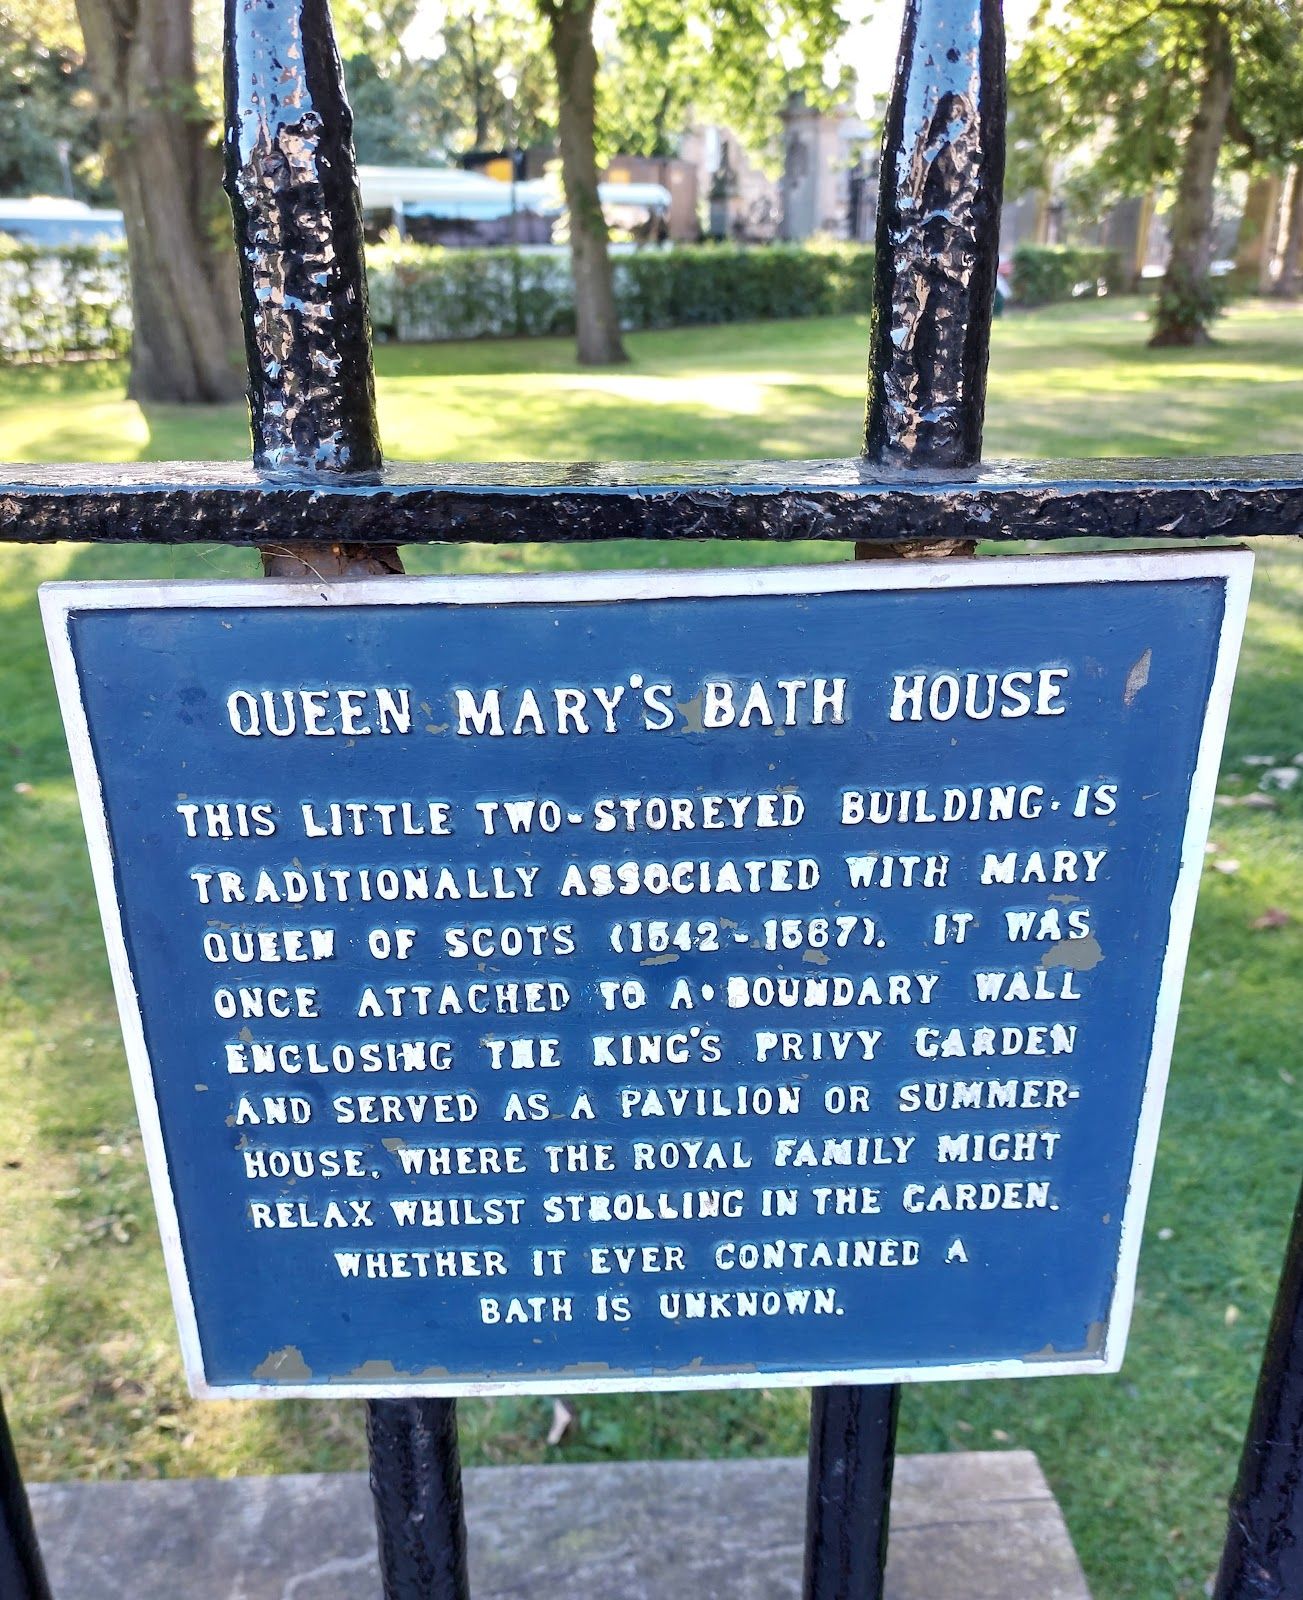 QUEEN MARY'S BATH HOUSE
THIS LITTLE TWO-STOREYED BUILDING IS
TRADITIONALLY ASSOCIATED WITH MARY
QUEEN OF SCOTS (1542-1567). IT WAS
ONCE ATTACHED TO A BOUNDARY WALL
ENCLOSING THE KING'S PRIVY GARDEN
AND SERVED AS A PAVILION OR SUMMER-
HOUSE, WHERE THE ROYAL FAMILY MIGHT
RELAX WHILST STROLLING IN THE GARDEN.
WHETHER IT EVER CONTAINED A
BATH IS UNKNOWN.